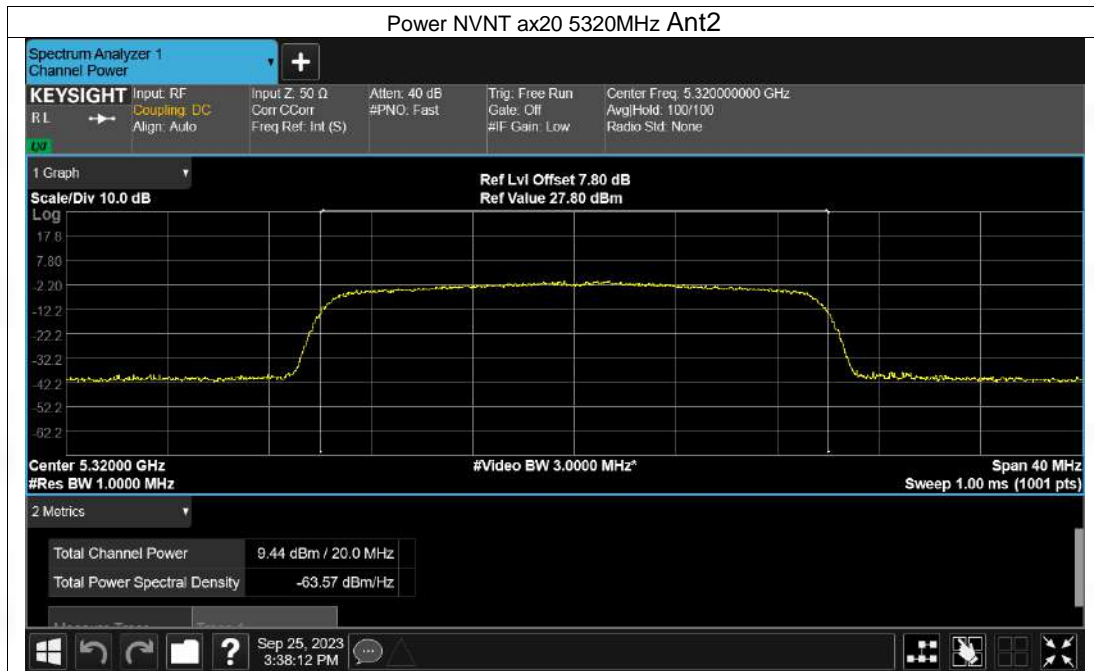 Power NVNT ax20 5320MHz Ant2
Spectrum Analyzer 1
Channel Power
KEYSIGHT
R L
LXI
Input: RF
Coupling: DC
Align: Auto
Input Z: 50 Ω
Corr CCorr
Freq Ref: Int (S)
Atten: 40 dB
#PNO: Fast
Trig: Free Run
Gate: Off
#IF Gain: Low
Center Freq: 5.320000000 GHz
Avg|Hold: 100/100
Radio Std: None
1 Graph
Scale/Div 10.0 dB
Ref Lvl Offset 7.80 dB
Ref Value 27.80 dBm
Log
17.8
7.80
-2.20
-12.2
-22.2
-32.2
-42.2
-52.2
-62.2
Center 5.32000 GHz
#Video BW 3.0000 MHz*
Span 40 MHz
#Res BW 1.0000 MHz
Sweep 1.00 ms (1001 pts)
2 Metrics
Total Channel Power 9.44 dBm / 20.0 MHz
Total Power Spectral Density -63.57 dBm/Hz
Sep 25, 2023
3:38:12 PM